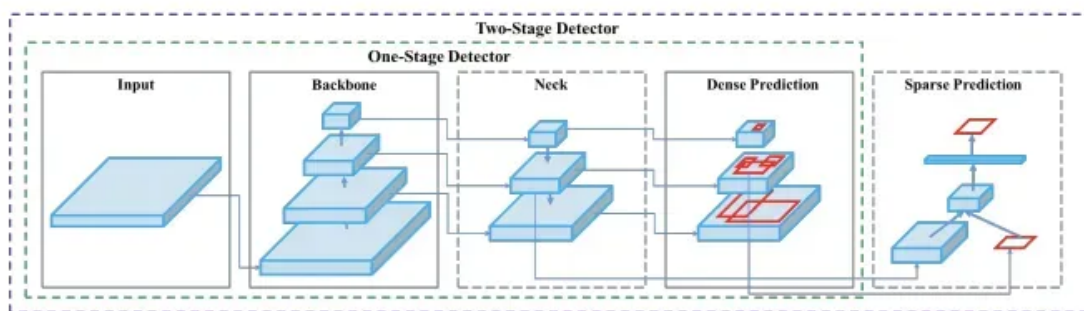 Two-Stage Detector
One-Stage Detector
Input
Backbone
Neck
Dense Prediction
Sparse Prediction